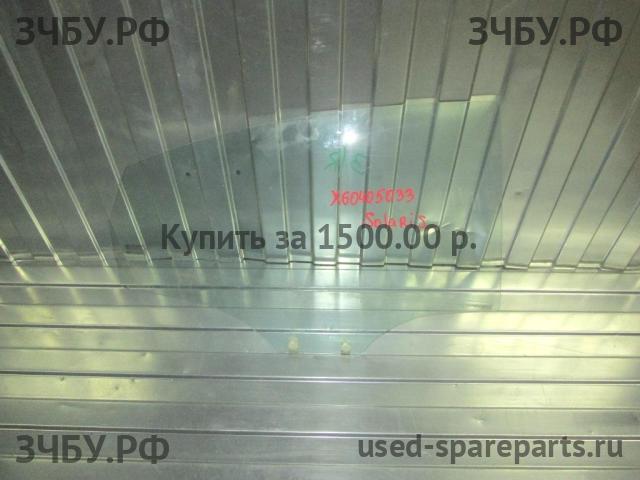 ЗЧБУ.РФ ЗЧБУ.РФ
X60405033
Solaris
Купить за 1500.00 р.
ЗЧБУ.РФ used-spareparts.ru